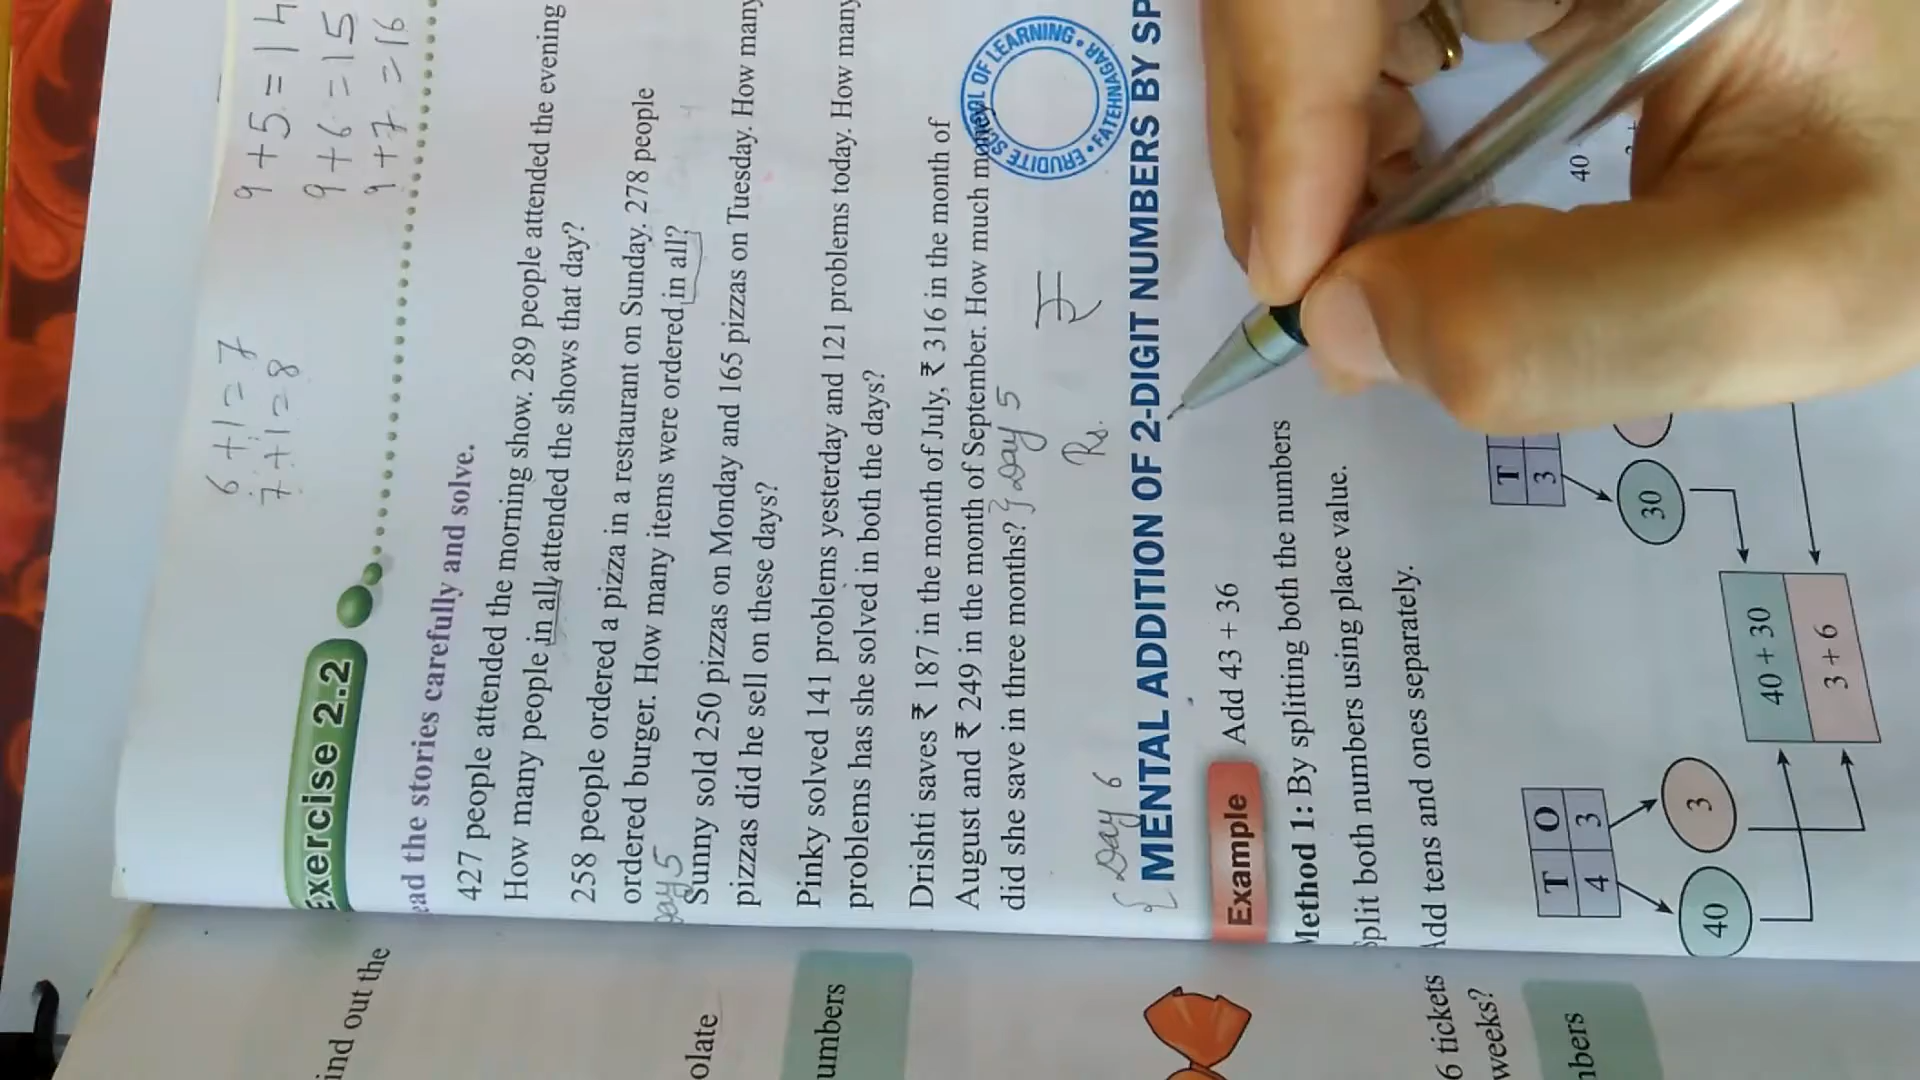 6 + 1 = 7
7 + 1 = 8
9 + 5 = 14
9 + 6 = 15
9 + 7 = 16
Exercise 2.2
ead the stories carefully and solve.
427 people attended the morning show. 289 people attended the evening
How many people in all attended the shows that day?
258 people ordered a pizza in a restaurant on Sunday. 278 people
ordered burger. How many items were ordered in all?
Day 5
Sunny sold 250 pizzas on Monday and 165 pizzas on Tuesday. How many
pizzas did he sell on these days?
Pinky solved 141 problems yesterday and 121 problems today. How many
problems has she solved in both the days?
Drishti saves ₹ 187 in the month of July, ₹ 316 in the month of
August and ₹ 249 in the month of September. How much money
did she save in three months? } Day 5
Rs. ₹
ERUDITE SCHOOL OF LEARNING • FATEHNAGAR •
{ Day 6
MENTAL ADDITION OF 2-DIGIT NUMBERS BY SP
Example Add 43 + 36
Method 1: By splitting both the numbers
Split both numbers using place value.
Add tens and ones separately.
T O
4 3
40 3
T
3
30
40 + 30
3 + 6
40
ind out the
olate
umbers
6 tickets
weeks?
nbers